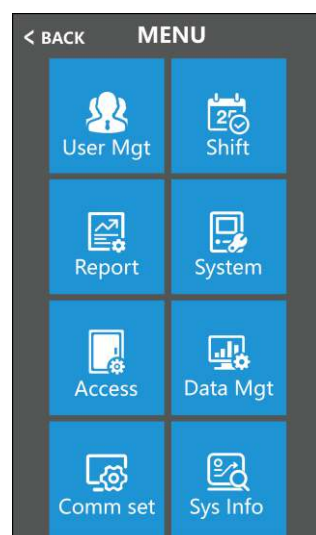 < BACK MENU
User Mgt Shift
Report System
Access Data Mgt
Comm set Sys Info